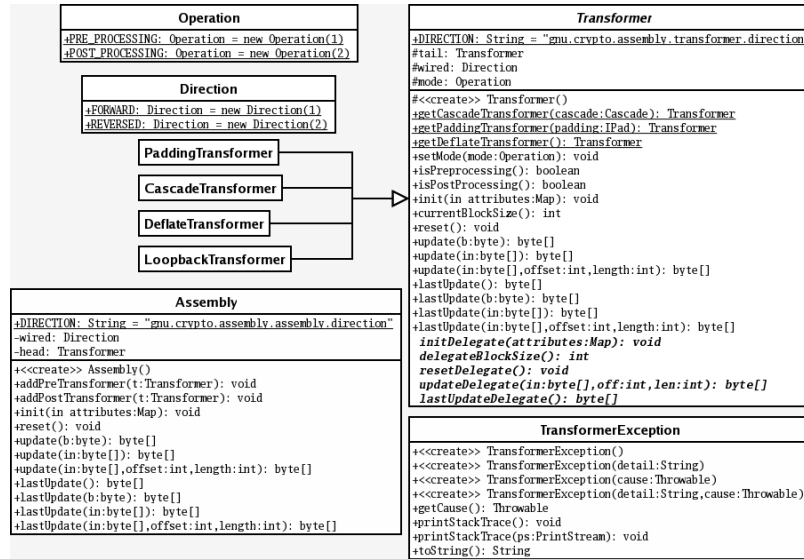 Operation
+PRE_PROCESSING: Operation = new Operation(1)
+POST_PROCESSING: Operation = new Operation(2)
Direction
+FORWARD: Direction = new Direction(1)
+REVERSED: Direction = new Direction(2)
PaddingTransformer
CascadeTransformer
DeflateTransformer
LoopbackTransformer
Assembly
+DIRECTION: String = "gnu.crypto.assembly.assembly.direction"
-wired: Direction
-head: Transformer
+<<create>> Assembly()
+addPreTransformer(t:Transformer): void
+addPostTransformer(t:Transformer): void
+init(in attributes:Map): void
+reset(): void
+update(b:byte): byte[]
+update(in:byte[]): byte[]
+update(in:byte[],offset:int,length:int): byte[]
+lastUpdate(): byte[]
+lastUpdate(b:byte): byte[]
+lastUpdate(in:byte[]): byte[]
+lastUpdate(in:byte[],offset:int,length:int): byte[]
Transformer
+DIRECTION: String = "gnu.crypto.assembly.transformer.direction
#tail: Transformer
#wired: Direction
#mode: Operation
#<<create>> Transformer()
+getCascadeTransformer(cascade:Cascade): Transformer
+getPaddingTransformer(padding:IPad): Transformer
+getDeflateTransformer(): Transformer
+setMode(mode:Operation): void
+isPreprocessing(): boolean
+isPostProcessing(): boolean
+init(in attributes:Map): void
+currentBlockSize(): int
+reset(): void
+update(b:byte): byte[]
+update(in:byte[]): byte[]
+update(in:byte[],offset:int,length:int): byte[]
+lastUpdate(): byte[]
+lastUpdate(b:byte): byte[]
+lastUpdate(in:byte[]): byte[]
+lastUpdate(in:byte[],offset:int,length:int): byte[]
initDelegate(attributes:Map): void
delegateBlockSize(): int
resetDelegate(): void
updateDelegate(in:byte[],off:int,len:int): byte[]
lastUpdateDelegate(): byte[]
TransformerException
+<<create>> TransformerException()
+<<create>> TransformerException(detail:String)
+<<create>> TransformerException(cause:Throwable)
+<<create>> TransformerException(detail:String,cause:Throwable)
+getCause(): Throwable
+printStackTrace(): void
+printStackTrace(ps:PrintStream): void
+toString(): String